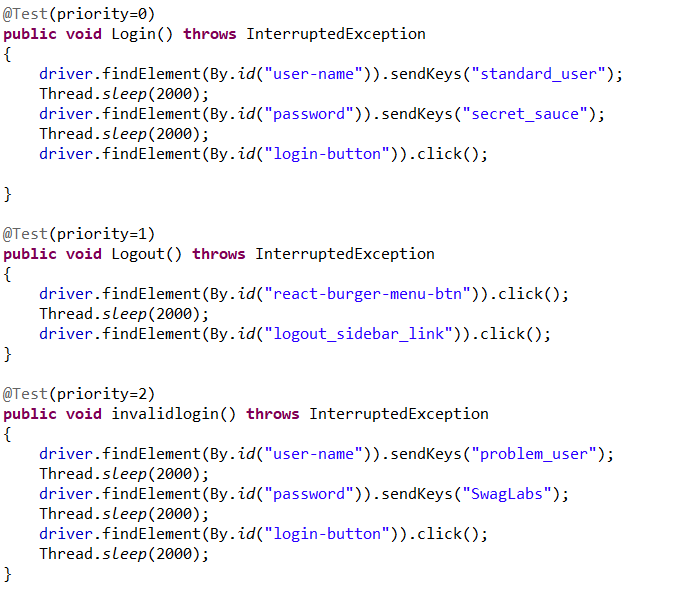 @Test(priority=0)
public void Login() throws InterruptedException
{
    driver.findElement(By.id("user-name")).sendKeys("standard_user");
    Thread.sleep(2000);
    driver.findElement(By.id("password")).sendKeys("secret_sauce");
    Thread.sleep(2000);
    driver.findElement(By.id("login-button")).click();

}

@Test(priority=1)
public void Logout() throws InterruptedException
{
    driver.findElement(By.id("react-burger-menu-btn")).click();
    Thread.sleep(2000);
    driver.findElement(By.id("logout_sidebar_link")).click();
}

@Test(priority=2)
public void invalidlogin() throws InterruptedException
{
    driver.findElement(By.id("user-name")).sendKeys("problem_user");
    Thread.sleep(2000);
    driver.findElement(By.id("password")).sendKeys("SwagLabs");
    Thread.sleep(2000);
    driver.findElement(By.id("login-button")).click();
    Thread.sleep(2000);
}